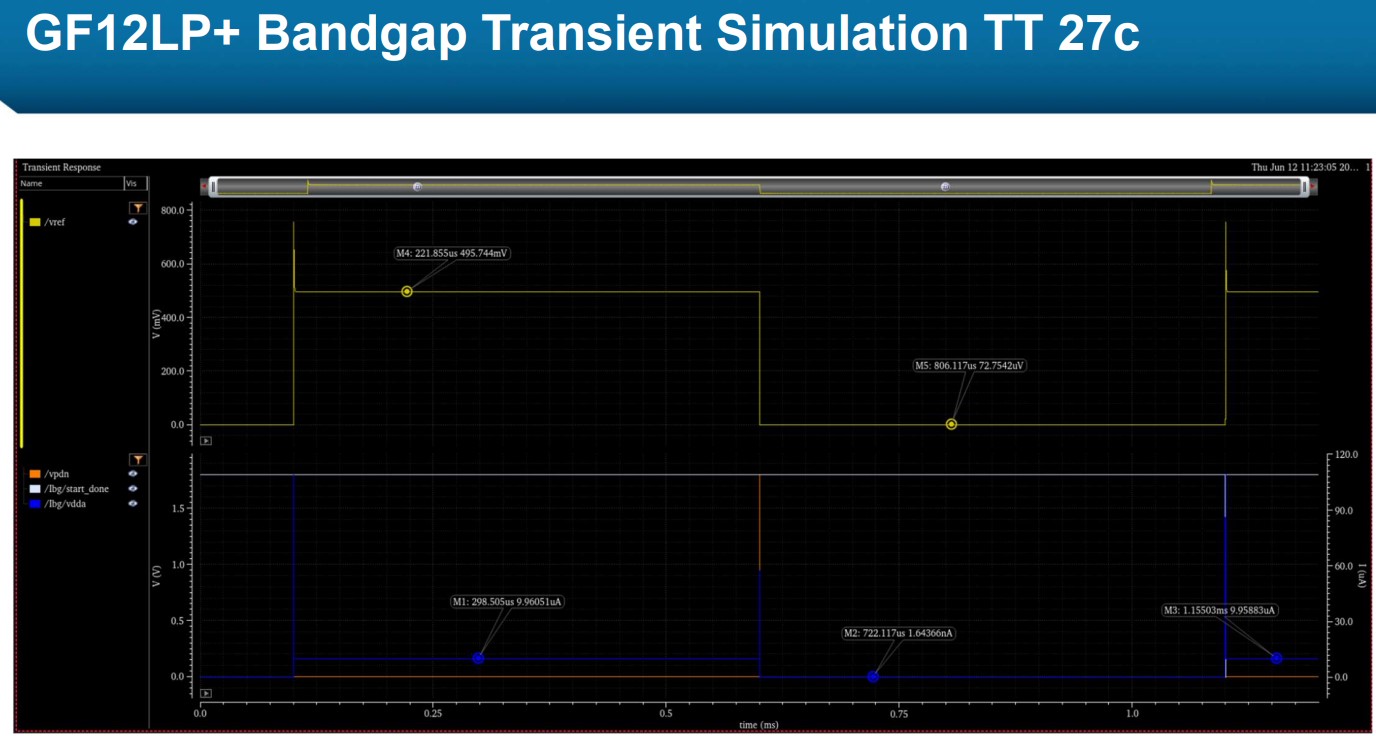 GF12LP+ Bandgap Transient Simulation TT 27c
Transient Response
Thu Jun 12 11:23:05 20... 1
Name Vis
/vref
800.0
600.0
400.0
200.0
0.0
V (mV)
M4: 221.855us 495.744mV
M5: 806.117us 72.7542uV
/vpdn
/Ibg/start_done
/Ibg/vdda
1.5
1.0
0.5
0.0
V (V)
M1: 298.505us 9.96051uA
M2: 722.117us 1.64366nA
M3: 1.15503ms 9.95883uA
120.0
90.0
60.0
30.0
0.0
I (uA)
0.0 0.25 0.5 0.75 1.0
time (ms)